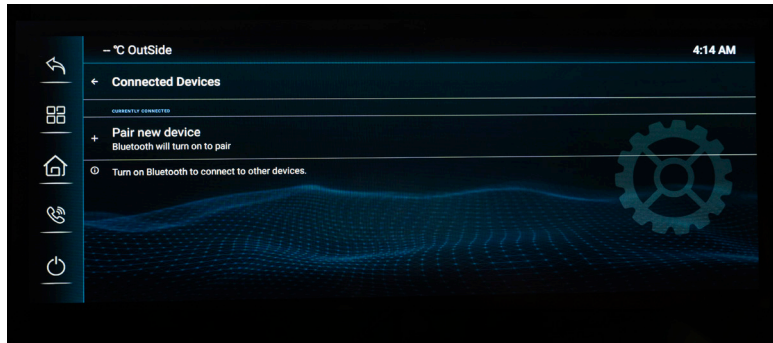 -- °C OutSide
4:14 AM
Connected Devices
CURRENTLY CONNECTED
Pair new device
Bluetooth will turn on to pair
Turn on Bluetooth to connect to other devices.